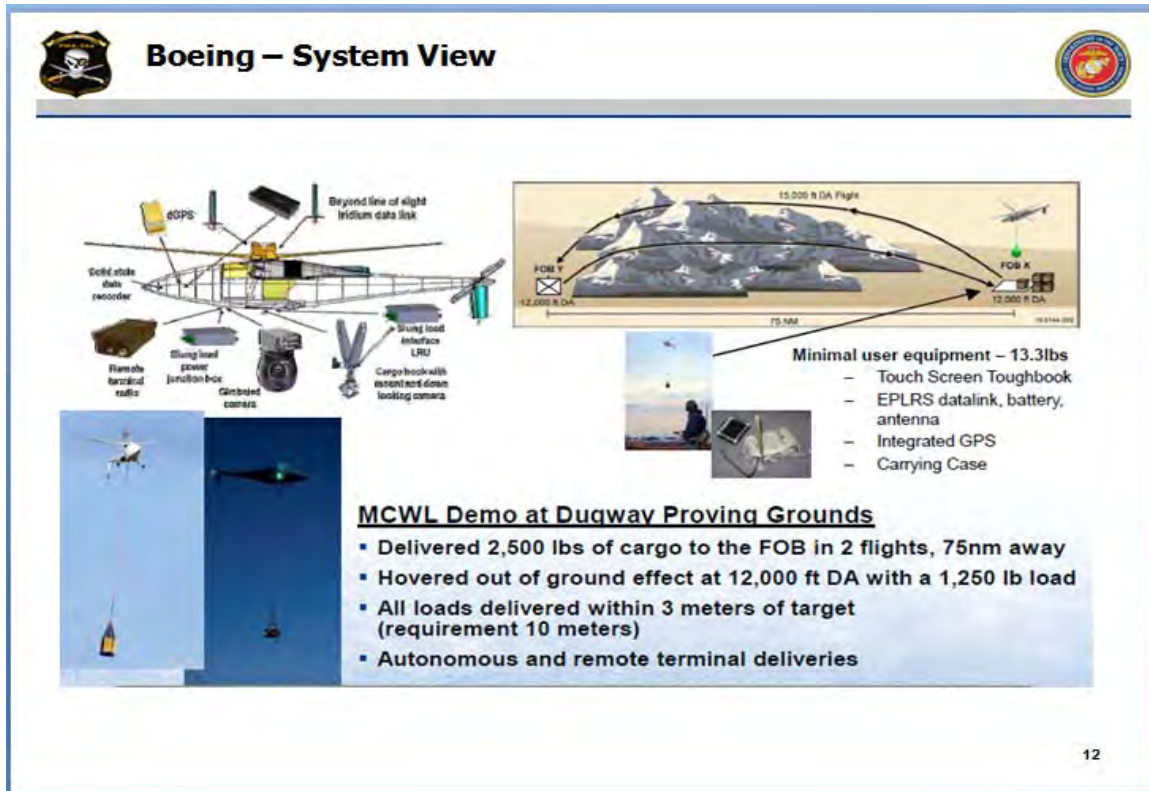 Boeing – System View
dGPS
Beyond line of slight
Iridium data link
Solid state
data
recorder
Remote
terminal
radio
Slung load
power
junction box
Gimbaled
camera
Slung load
interface
LRU
Cargo hook with
mount and down
looking camera
15,000 ft DA Flight
FOB Y
12,000 ft DA
FOB X
12,000 ft DA
75 NM
Minimal user equipment – 13.3lbs
– Touch Screen Toughbook
– EPLRS datalink, battery,
antenna
– Integrated GPS
– Carrying Case
MCWL Demo at Dugway Proving Grounds
▪ Delivered 2,500 lbs of cargo to the FOB in 2 flights, 75nm away
▪ Hovered out of ground effect at 12,000 ft DA with a 1,250 lb load
▪ All loads delivered within 3 meters of target
(requirement 10 meters)
▪ Autonomous and remote terminal deliveries
12